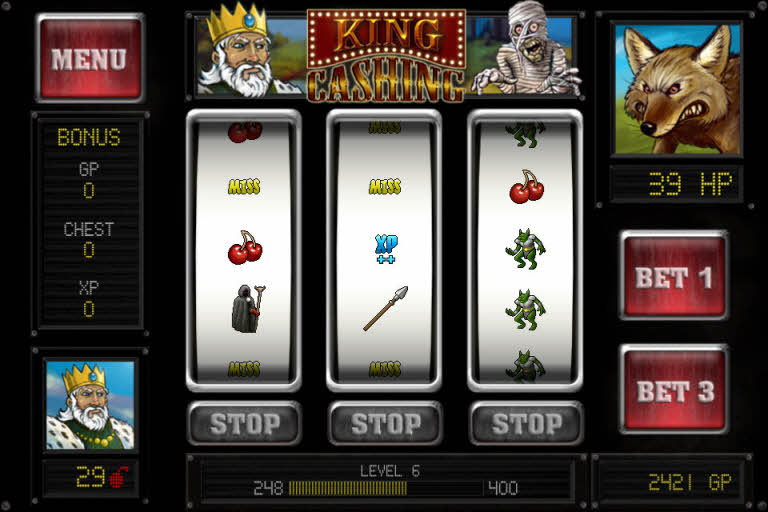 MENU
KING
CASHING
BONUS
GP
0
CHEST
0
XP
0
MISS
MISS
MISS
XP
++
MISS
MISS
39 HP
BET 1
BET 3
STOP
STOP
STOP
29
LEVEL 6
248
400
2421 GP